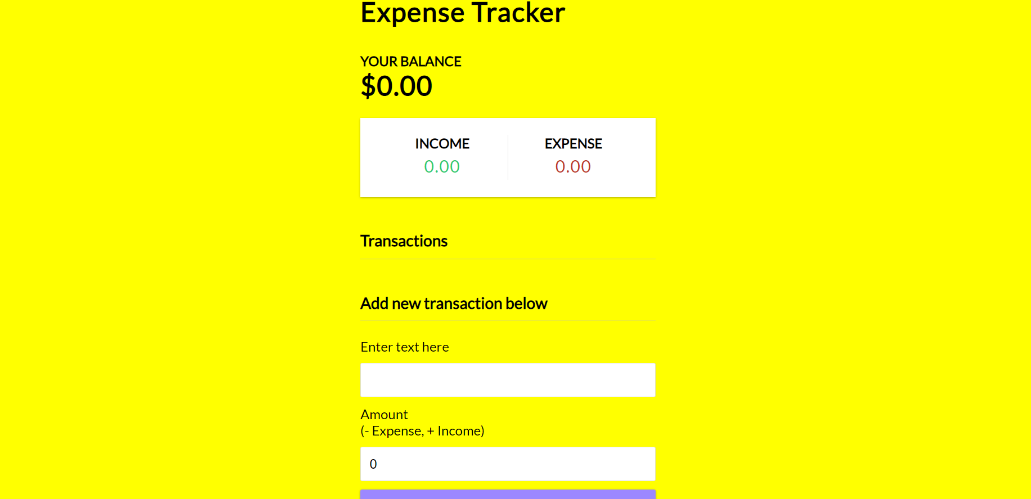 Expense Tracker
YOUR BALANCE
$0.00
INCOME EXPENSE
0.00 0.00
Transactions
Add new transaction below
Enter text here
Amount
(- Expense, + Income)
0